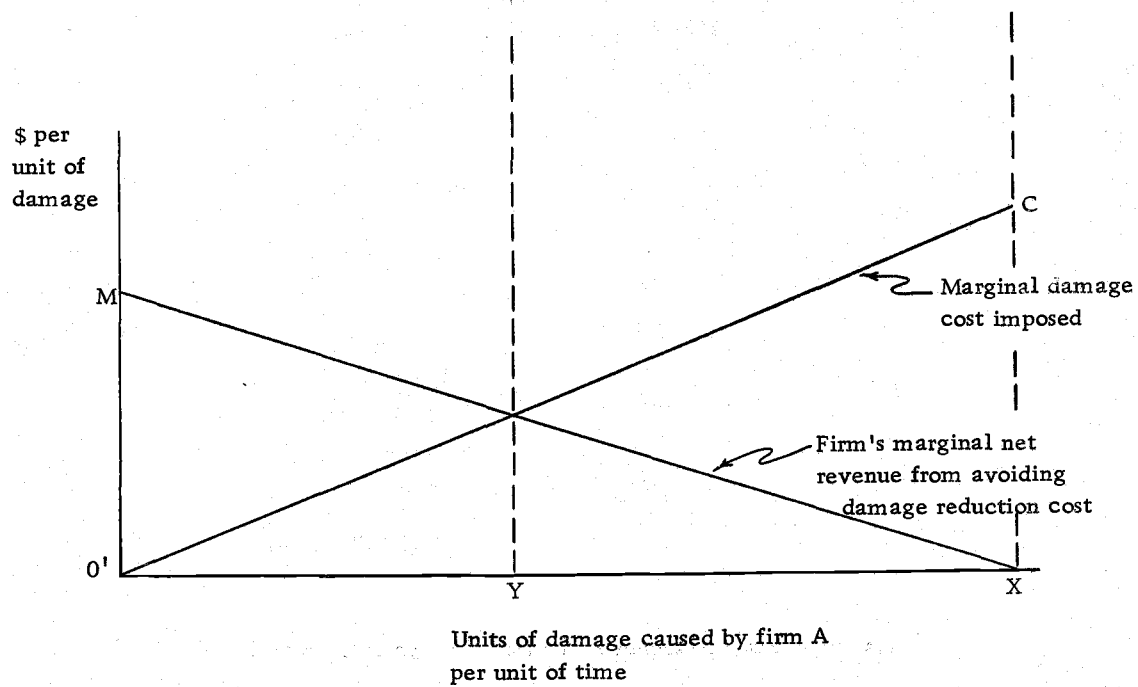 $ per
unit of
damage
M
C
Marginal damage
cost imposed
Firm's marginal net
revenue from avoiding
damage reduction cost
0'
Y
X
Units of damage caused by firm A
per unit of time